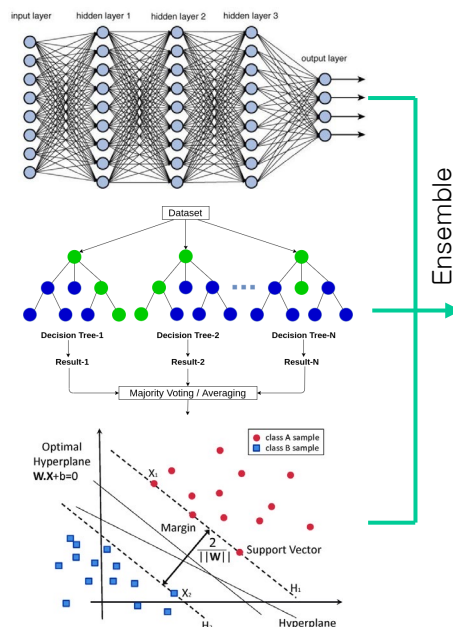 input layer
hidden layer 1
hidden layer 2
hidden layer 3
output layer
Ensemble
Dataset
Decision Tree-1
Decision Tree-2
Decision Tree-N
Result-1
Result-2
Result-N
Majority Voting / Averaging
class A sample
class B sample
Optimal
Hyperplane
W.X+b=0
X₁
Margin
2
||W||
Support Vector
X₂
H₁
Hyperplane